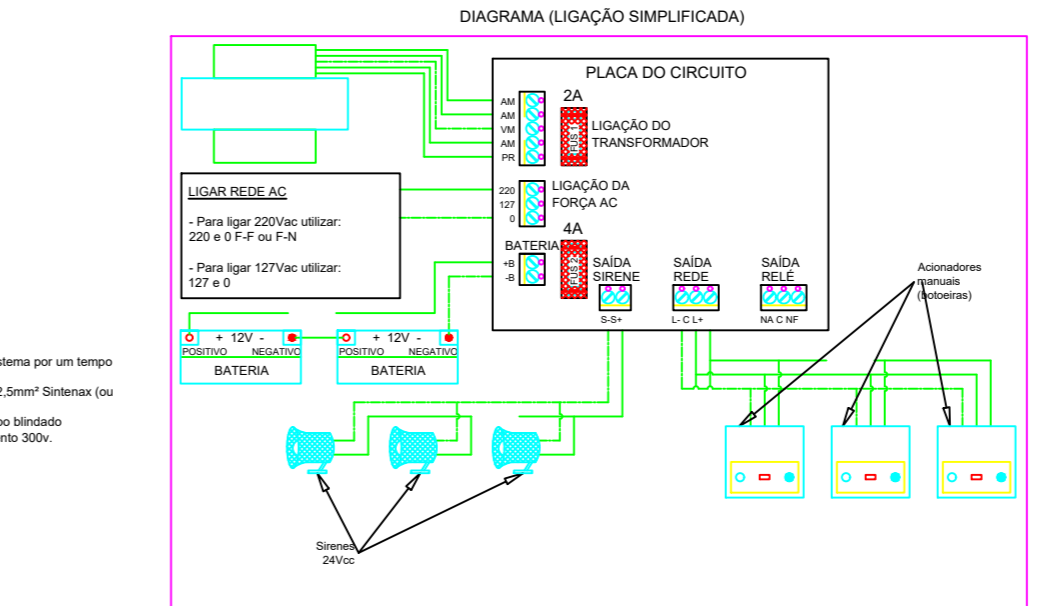 DIAGRAMA (LIGAÇÃO SIMPLIFICADA)
PLACA DO CIRCUITO
AM
AM
VM
AM
PR
2A
FUS 1
LIGAÇÃO DO
TRANSFORMADOR
220
127
0
LIGAÇÃO DA
FORÇA AC
LIGAR REDE AC
- Para ligar 220Vac utilizar:
220 e 0 F-F ou F-N
- Para ligar 127Vac utilizar:
127 e 0
BATERIA
+B
-B
4A
FUS 2
SAÍDA
SIRENE
S-S+
SAÍDA
REDE
L- C L+
SAÍDA
RELÉ
NA C NF
Acionadores
manuais
(botoeiras)
+ 12V -
POSITIVO NEGATIVO
BATERIA
+ 12V -
POSITIVO NEGATIVO
BATERIA
stema por um tempo
2,5mm² Sintenax (ou
po blindado
nto 300v.
Sirenes
24Vcc